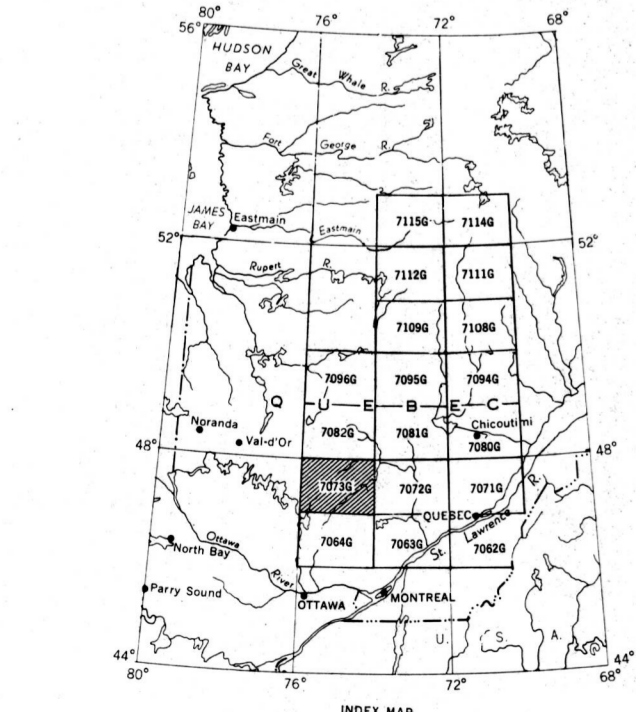 80° 76° 72° 68°
56°
HUDSON
BAY
Great Whale R.
Fort George R.
JAMES
BAY
Eastmain
Eastmain
7115G 7114G
52° 52°
Rupert R.
7112G 7111G
7109G 7108G
7096G 7095G 7094G
Q U E B E C
Noranda
Val-d'Or
7082G 7081G
Chicoutimi
7080G
48° 48°
7073G 7072G 7071G
QUEBEC
R.
Lawrence
St.
Ottawa
River
North Bay
7064G 7063G 7062G
Parry Sound
OTTAWA
MONTREAL
U. S. A.
44° 44°
80° 76° 72° 68°
INDEX MAP